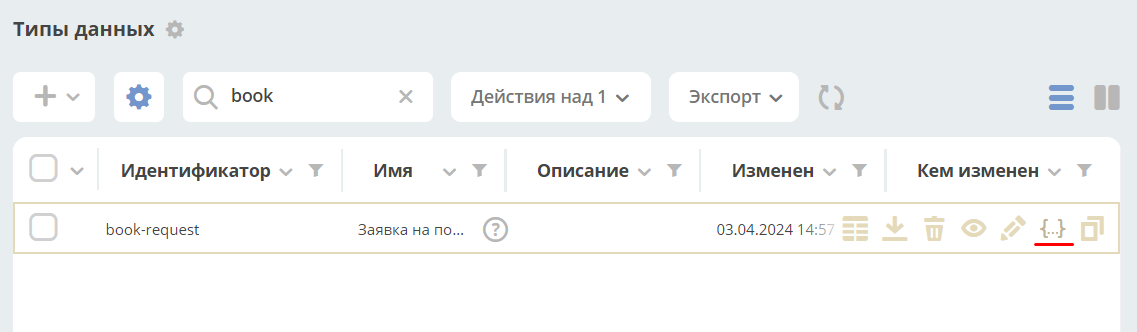 Типы данных
book
Действия над 1
Экспорт
Идентификатор Имя Описание Изменен Кем изменен
book-request Заявка на по... ? 03.04.2024 14:57 {...}